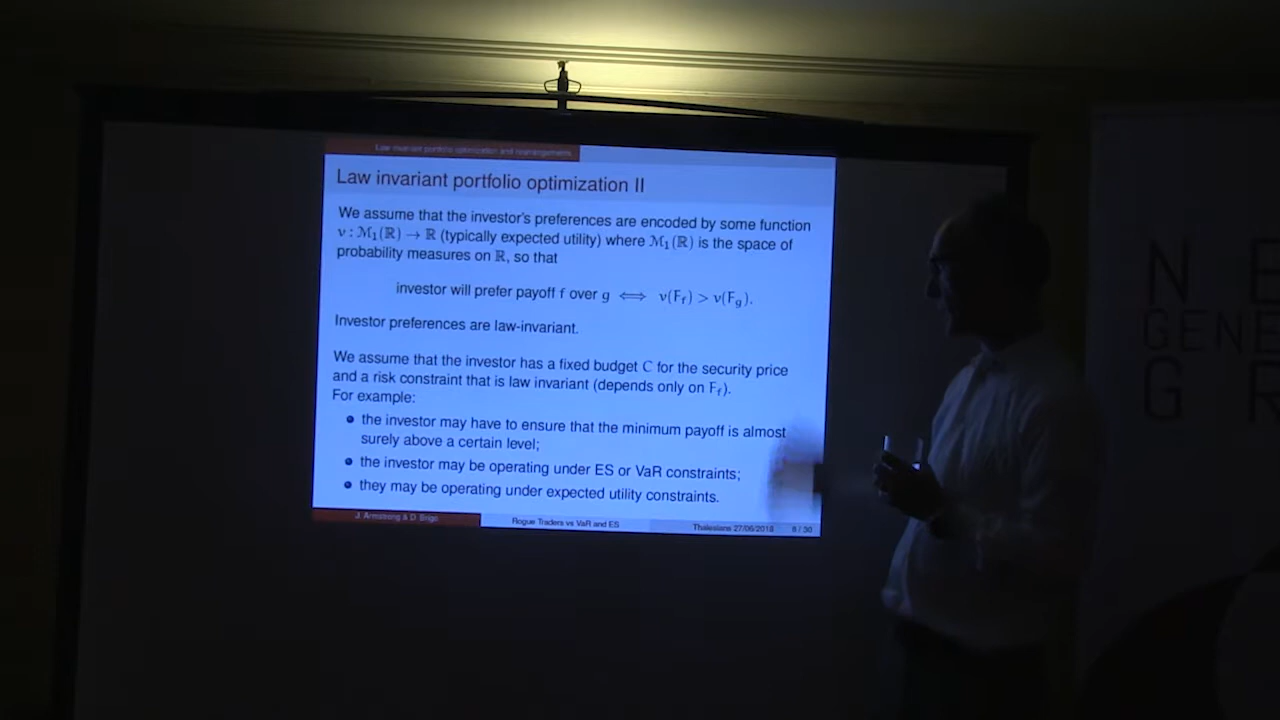 Law invariant portfolio optimization and rearrangements
Law invariant portfolio optimization II
We assume that the investor's preferences are encoded by some function
ν : M₁(ℝ) → ℝ (typically expected utility) where M₁(ℝ) is the space of
probability measures on ℝ, so that
investor will prefer payoff f over g ⟺ ν(F_f) > ν(F_g).
Investor preferences are law-invariant.
We assume that the investor has a fixed budget C for the security price
and a risk constraint that is law invariant (depends only on F_f).
For example:
the investor may have to ensure that the minimum payoff is almost
surely above a certain level;
the investor may be operating under ES or VaR constraints;
they may be operating under expected utility constraints.
J. Armstrong & D. Brigo
Rogue Traders vs VaR and ES
Thalesians 27/06/2018
6 / 30
N E
GENE
G R